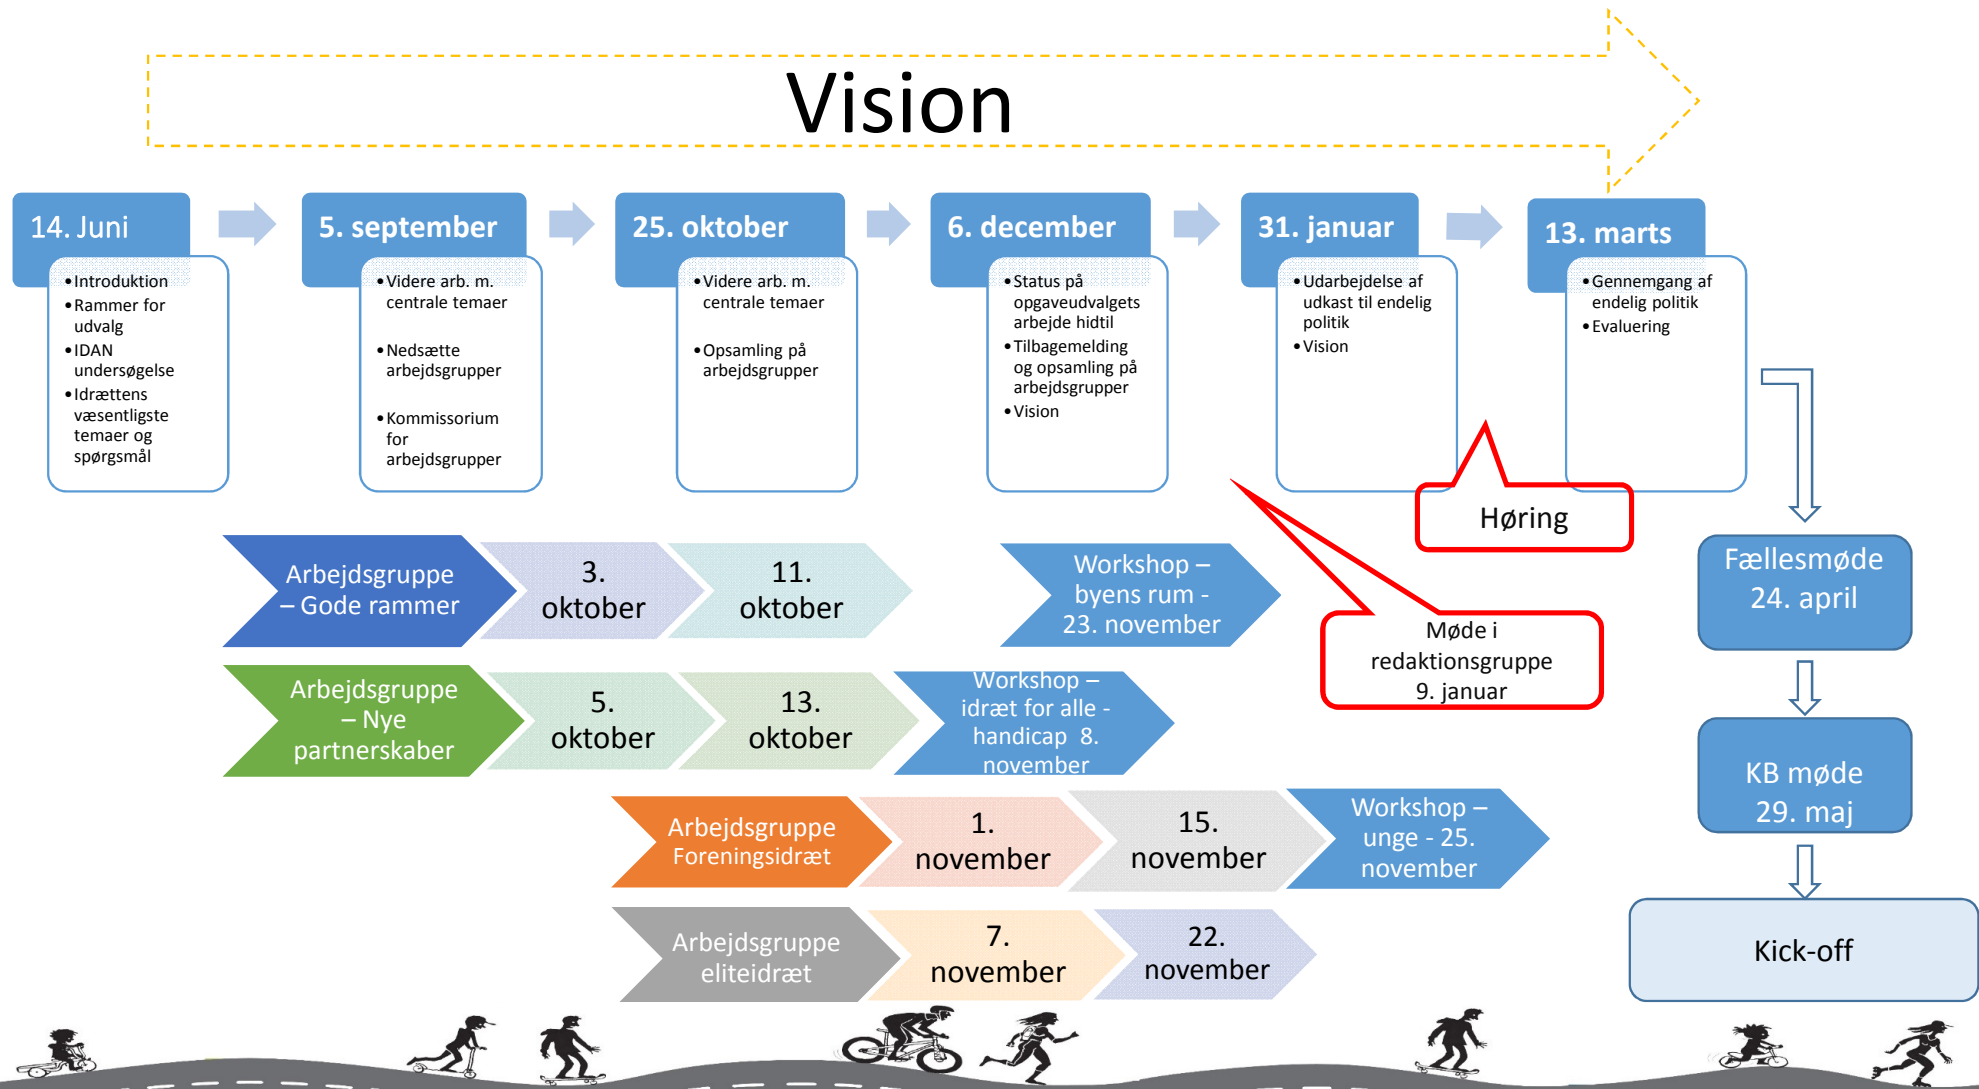 Vision
14. Juni
•Introduktion
•Rammer for
udvalg
•IDAN
undersøgelse
•Idrættens
væsentligste
temaer og
spørgsmål
5. september
•Videre arb. m.
centrale temaer
•Nedsætte
arbejdsgrupper
•Kommissorium
for
arbejdsgrupper
25. oktober
•Videre arb. m.
centrale temaer
•Opsamling på
arbejdsgrupper
6. december
•Status på
opgaveudvalgets
arbejde hidtil
•Tilbagemelding
og opsamling på
arbejdsgrupper
•Vision
31. januar
•Udarbejdelse af
udkast til endelig
politik
•Vision
13. marts
•Gennemgang af
endelig politik
•Evaluering
Høring
Møde i
redaktionsgruppe
9. januar
Arbejdsgruppe
– Gode rammer
3.
oktober
11.
oktober
Workshop –
byens rum -
23. november
Arbejdsgruppe
– Nye
partnerskaber
5.
oktober
13.
oktober
Workshop –
idræt for alle -
handicap 8.
november
Arbejdsgruppe
Foreningsidræt
1.
november
15.
november
Workshop –
unge - 25.
november
Arbejdsgruppe
eliteidræt
7.
november
22.
november
Fællesmøde
24. april
KB møde
29. maj
Kick-off